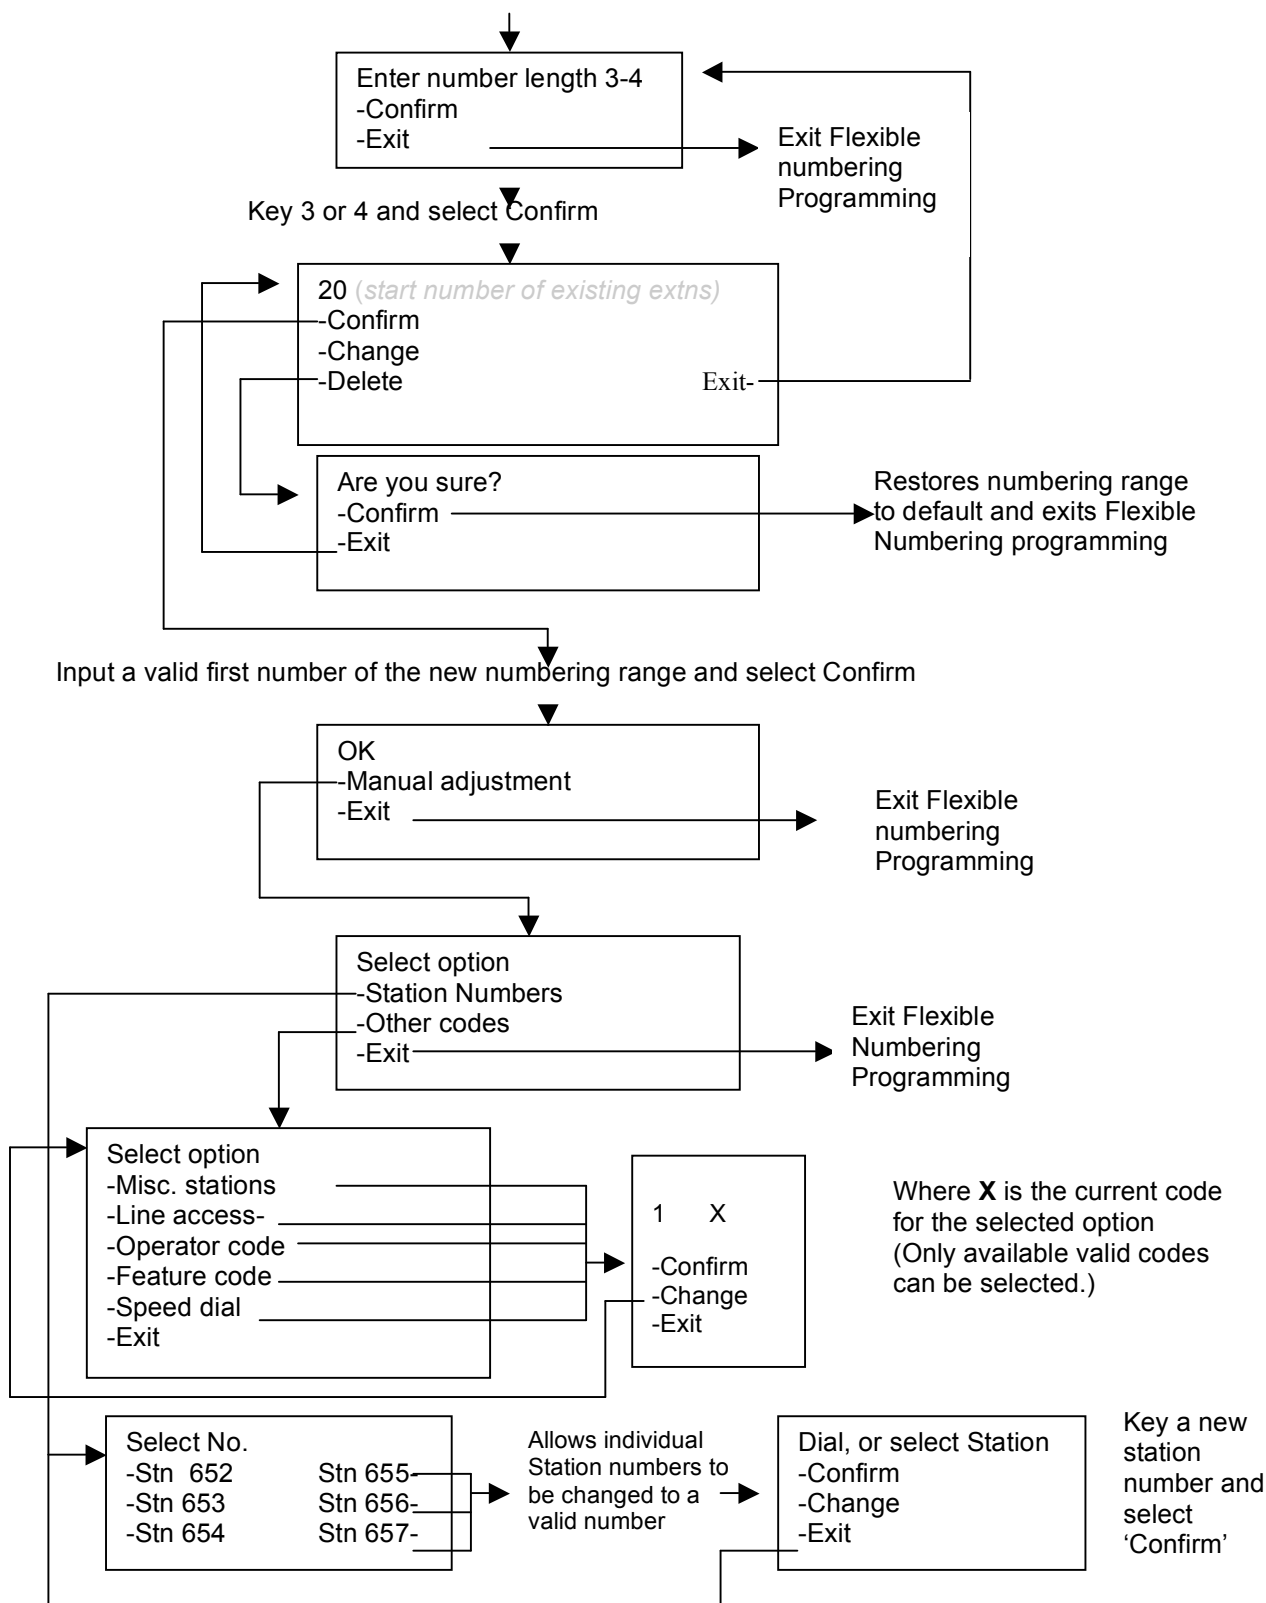 Enter number length 3-4
-Confirm
-Exit
Exit Flexible
numbering
Programming
Key 3 or 4 and select Confirm
20 (start number of existing extns)
-Confirm
-Change
-Delete Exit-
Are you sure?
-Confirm
-Exit
Restores numbering range
to default and exits Flexible
Numbering programming
Input a valid first number of the new numbering range and select Confirm
OK
-Manual adjustment
-Exit
Exit Flexible
numbering
Programming
Select option
-Station Numbers
-Other codes
-Exit
Exit Flexible
Numbering
Programming
Select option
-Misc. stations
-Line access-
-Operator code
-Feature code
-Speed dial
-Exit
1 X
-Confirm
-Change
-Exit
Where X is the current code
for the selected option
(Only available valid codes
can be selected.)
Select No.
-Stn 652 Stn 655-
-Stn 653 Stn 656-
-Stn 654 Stn 657-
Allows individual
Station numbers to
be changed to a
valid number
Dial, or select Station
-Confirm
-Change
-Exit
Key a new
station
number and
select
‘Confirm’